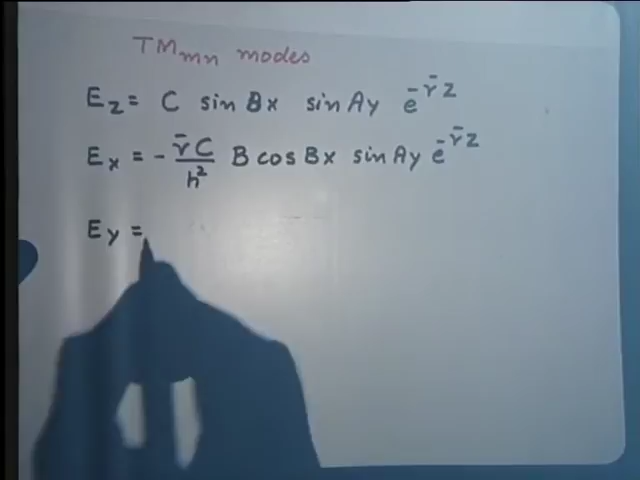 TMmn modes
Ez = C sin Bx sin Ay e^-γ̄z
Ex = - γ̄C/h² B cos Bx sin Ay e^-γ̄z
Ey =